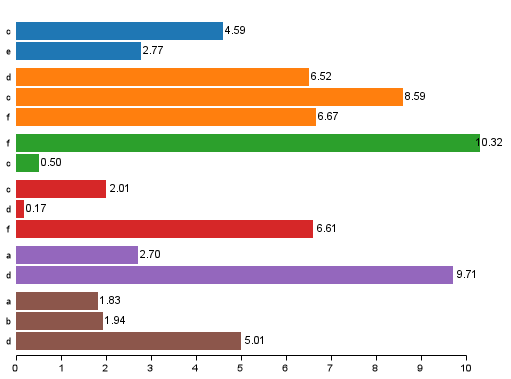 c 4.59
e 2.77
d 6.52
c 8.59
f 6.67
f 10.32
c 0.50
c 2.01
d 0.17
f 6.61
a 2.70
d 9.71
a 1.83
b 1.94
d 5.01
0 1 2 3 4 5 6 7 8 9 10